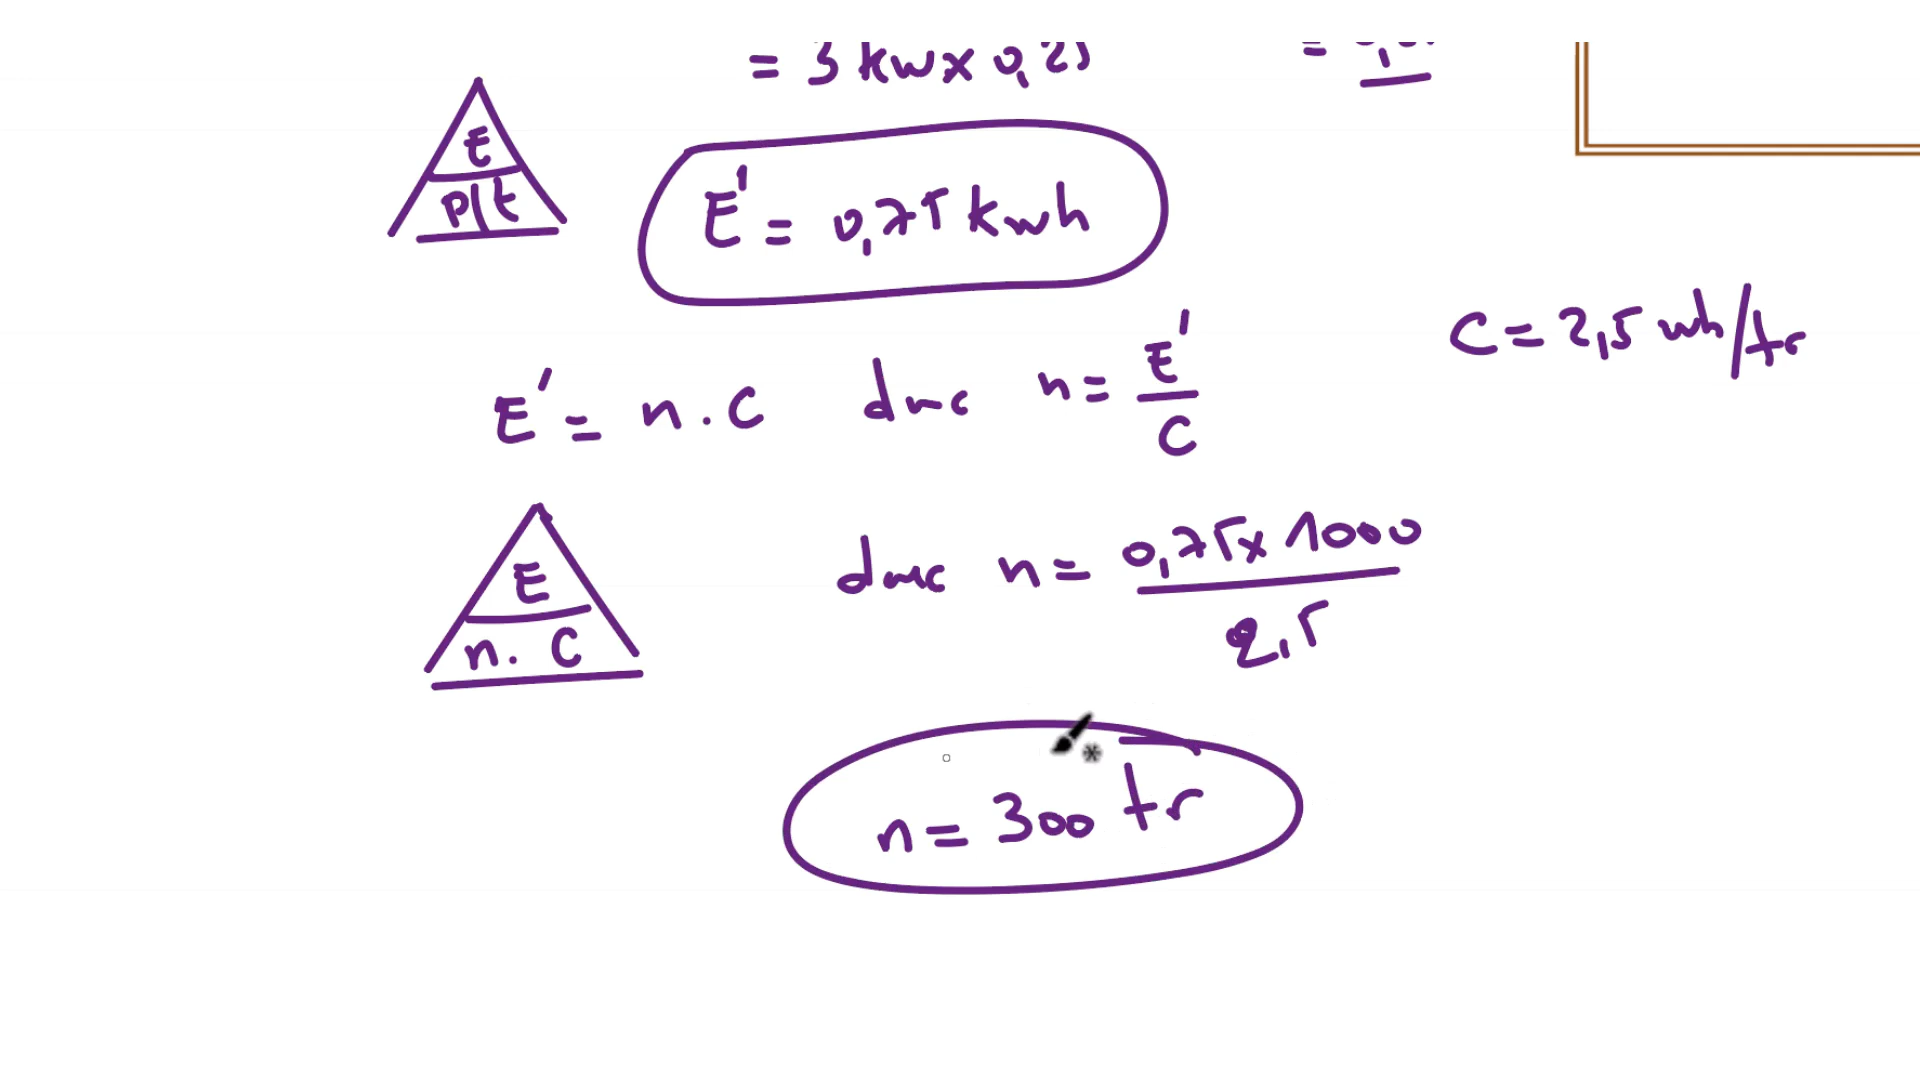 = 3 kw x 0,25
E
P | t
E' = 0,75 kwh
C = 2,5 wh/tr
E' = n . C donc n = E' / C
E
n . C
donc n = 0,75 x 1000 / 2,5
n = 300 tr